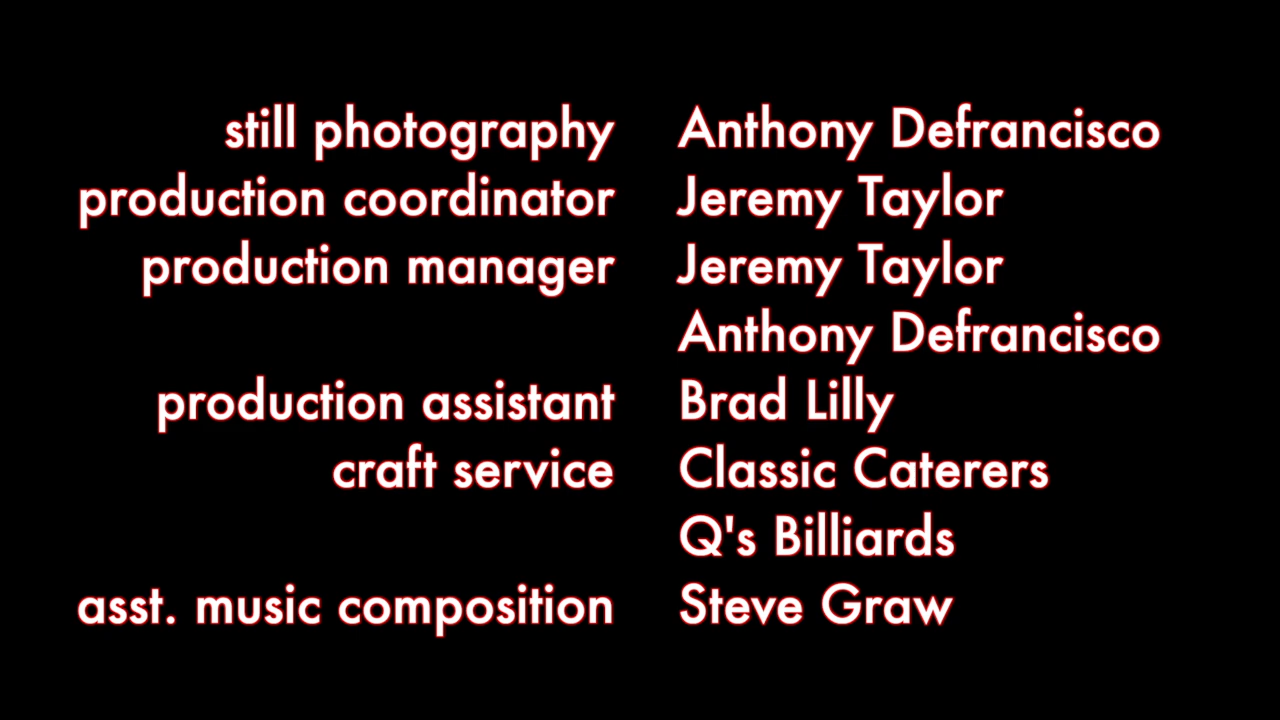 still photography Anthony Defrancisco
production coordinator Jeremy Taylor
production manager Jeremy Taylor
Anthony Defrancisco
production assistant Brad Lilly
craft service Classic Caterers
Q's Billiards
asst. music composition Steve Graw